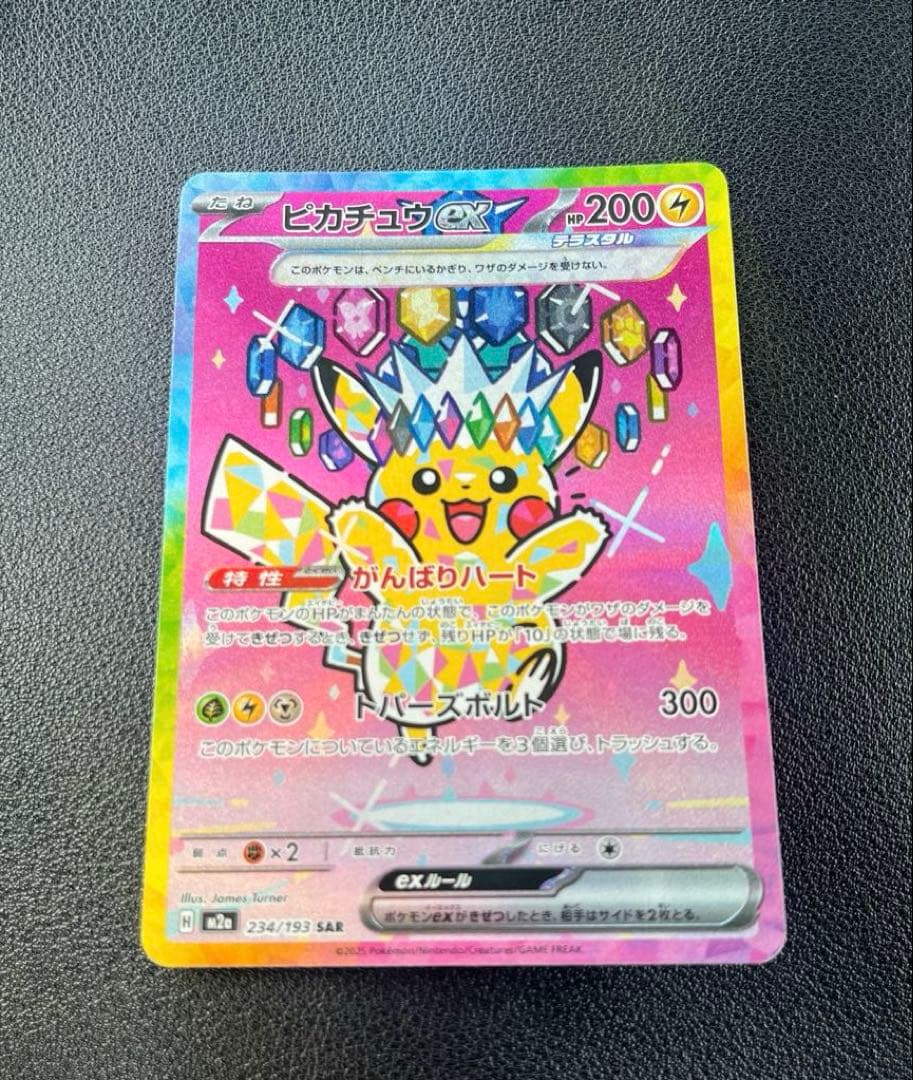 たね
ピカチュウex
HP200
テラスタル
このポケモンは、ベンチにいるかぎり、ワザのダメージを受けない。
特性
とくせい
がんばりハート
このポケモンのHPがまんたんの状態で、このポケモンがワザのダメージを
受けてきぜつするとき、きぜつせず、残りHPが「10」の状態で場に残る。
トパーズボルト 300
このポケモンについているエネルギーを3個選び、トラッシュする。
弱点 ×2 抵抗力 にげる
exルール
ポケモンexがきぜつしたとき、相手はサイドを2枚とる。
Illus. James Turner
H M2a 234/193 SAR
©2025 Pokémon/Nintendo/Creatures/GAME FREAK